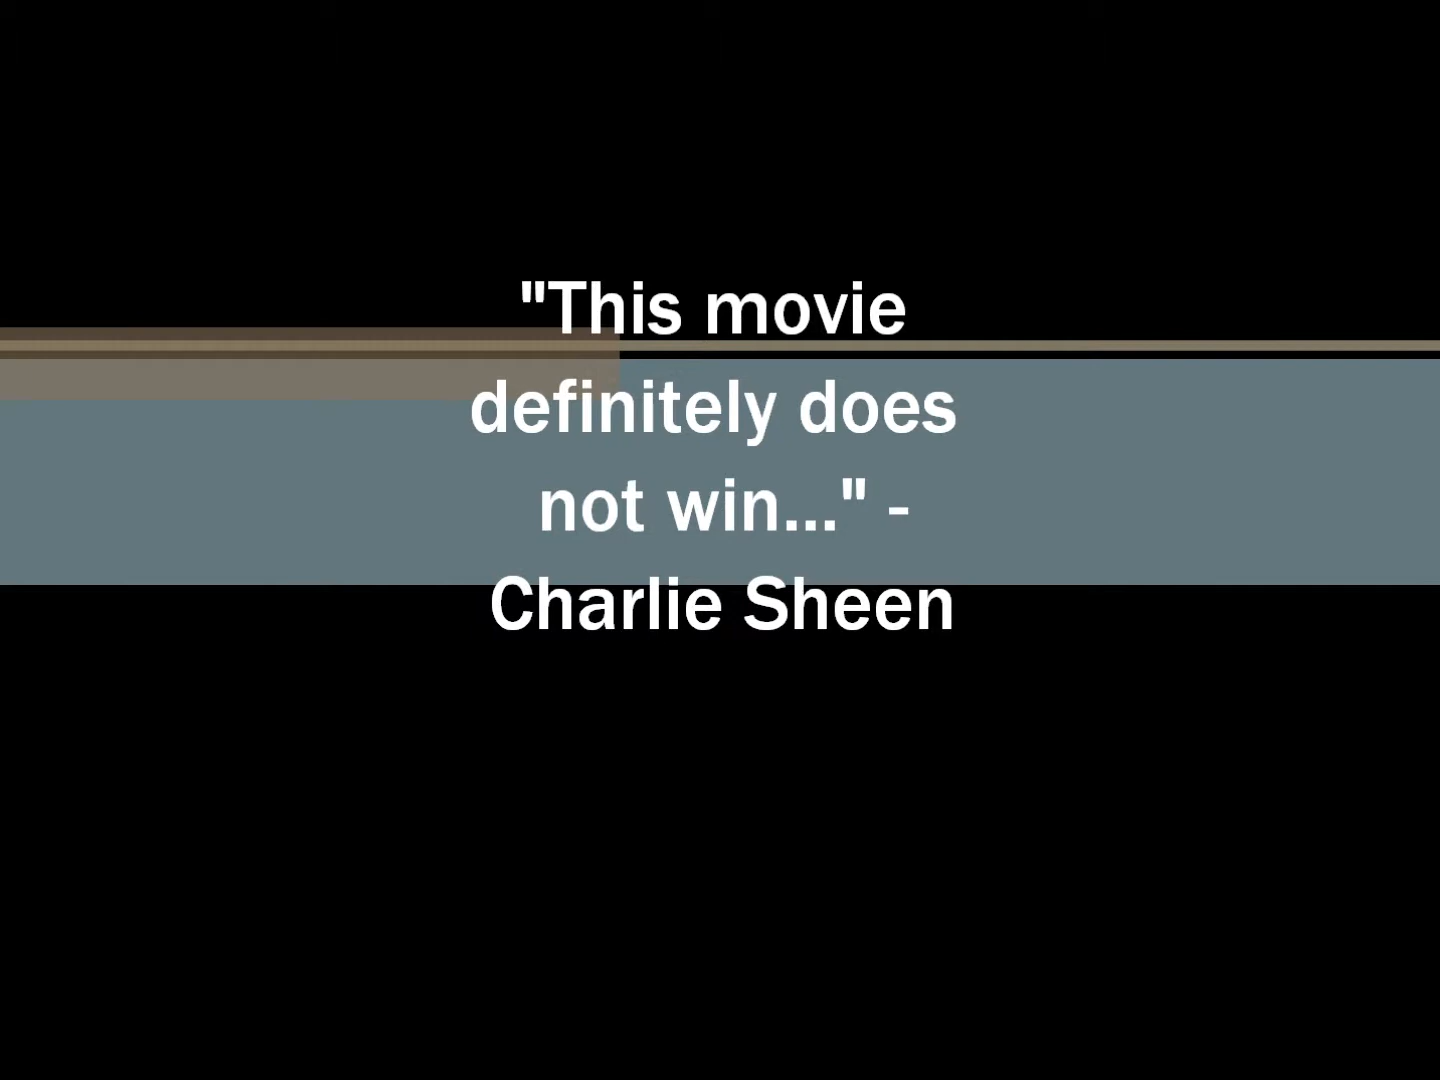 "This movie
definitely does
not win..." -
Charlie Sheen